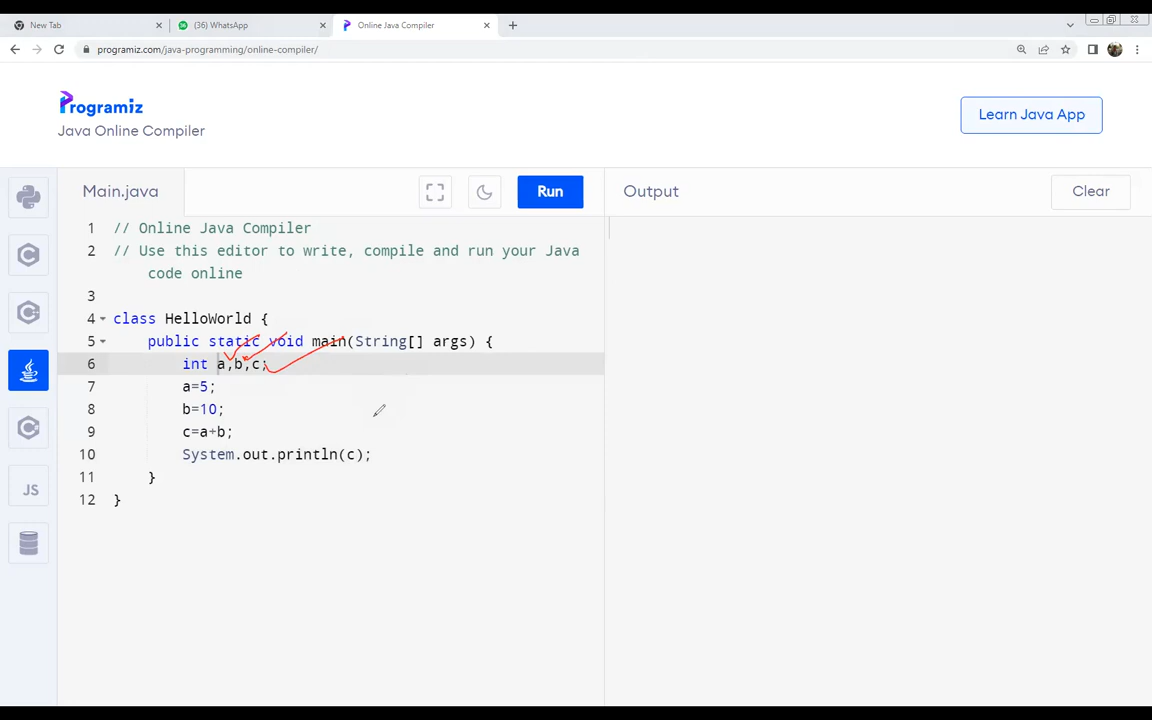 New Tab
(36) WhatsApp
Online Java Compiler
programiz.com/java-programming/online-compiler/
Programiz
Java Online Compiler
Learn Java App
Main.java
Run
Output
Clear
1 // Online Java Compiler
2 // Use this editor to write, compile and run your Java
code online
3
4 class HelloWorld {
5 public static void main(String[] args) {
6 int a,b,c;
7 a=5;
8 b=10;
9 c=a+b;
10 System.out.println(c);
11 }
12 }
JS